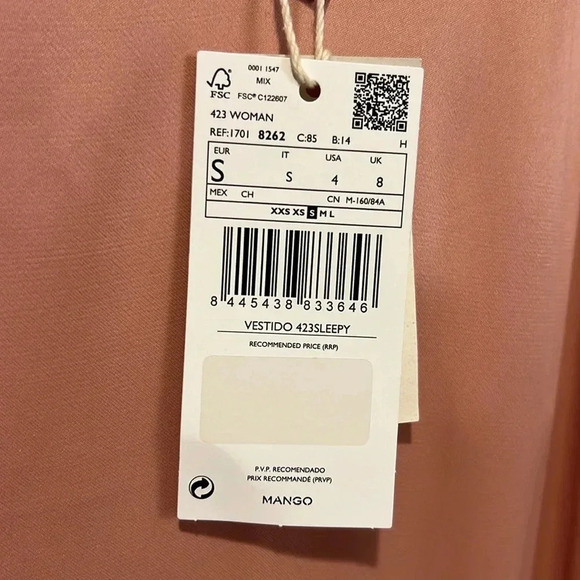 0001 1547
MIX
FSC
FSC® C122607
423 WOMAN
REF:1701 8262 C:85 B:14 H
EUR IT USA UK
S S 4 8
MEX CH CN M-160/84A
XXS XS S M L
8 445438 833646
VESTIDO 423SLEEPY
RECOMMENDED PRICE (RRP)
P.V.P. RECOMENDADO
PRIX RECOMMANDÉ (PRVP)
MANGO